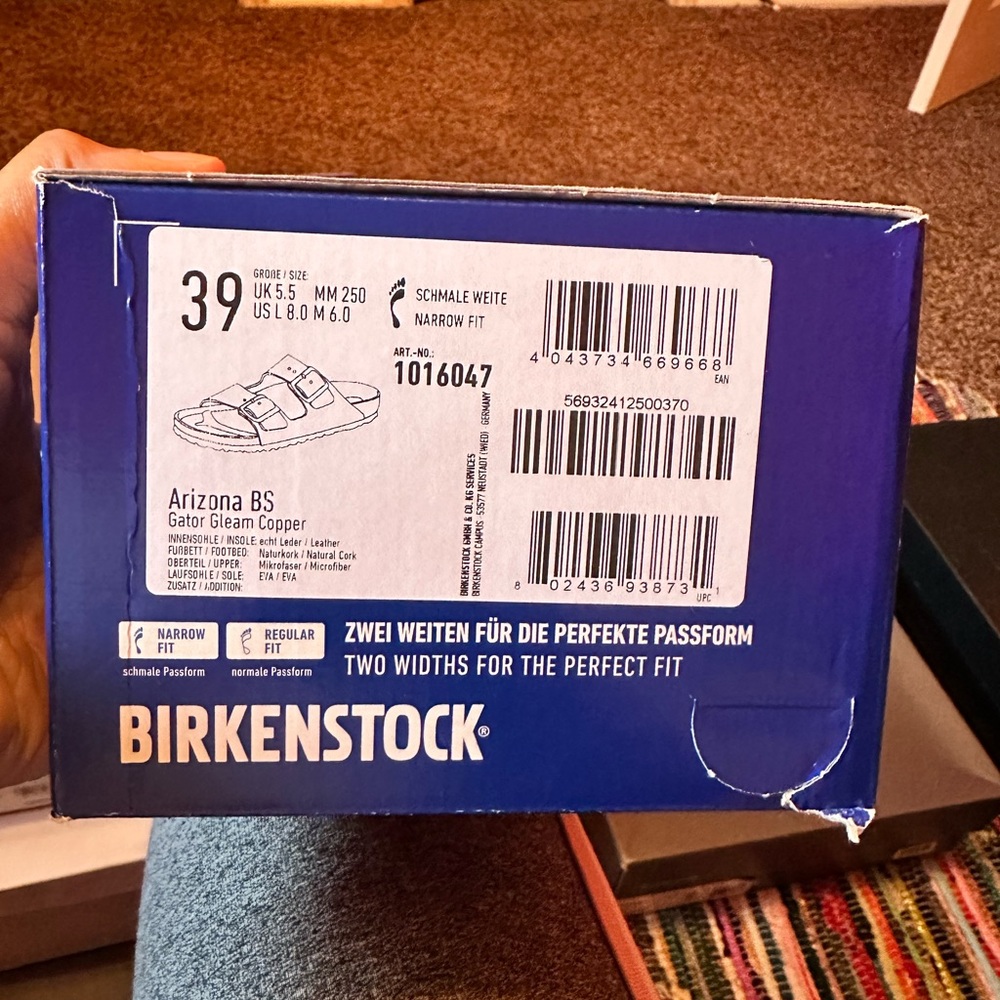 39
GRÖßE / SIZE:
UK 5.5 MM 250
US L 8.0 M 6.0
SCHMALE WEITE
NARROW FIT
ART.-NO.:
1016047
4 043734 669668
EAN
56932412500370
8 02436 93873 1
UPC
BIRKENSTOCK GMBH & CO. KG SERVICES
BIRKENSTOCK CAMPUS 53577 NEUSTADT (WIED) GERMANY
Arizona BS
Gator Gleam Copper
INNENSOHLE / INSOLE: echt Leder / Leather
FUßBETT / FOOTBED: Naturkork / Natural Cork
OBERTEIL / UPPER: Mikrofaser / Microfiber
LAUFSOHLE / SOLE: EVA / EVA
ZUSATZ / ADDITION:
NARROW
FIT
schmale Passform
REGULAR
FIT
normale Passform
ZWEI WEITEN FÜR DIE PERFEKTE PASSFORM
TWO WIDTHS FOR THE PERFECT FIT
BIRKENSTOCK®